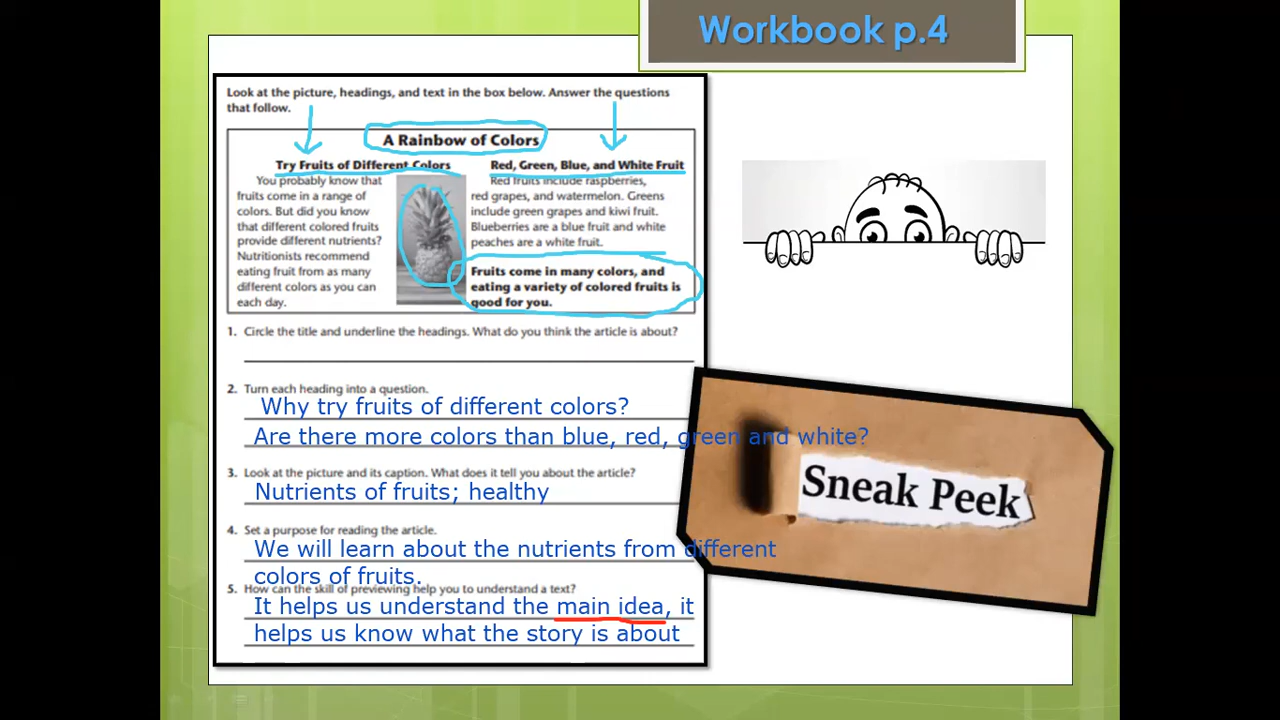 Workbook p.4
Look at the picture, headings, and text in the box below. Answer the questions
that follow.
A Rainbow of Colors
Try Fruits of Different Colors
You probably know that
fruits come in a range of
colors. But did you know
that different colored fruits
provide different nutrients?
Nutritionists recommend
eating fruit from as many
different colors as you can
each day.
Red, Green, Blue, and White Fruit
Red fruits include raspberries,
red grapes, and watermelon. Greens
include green grapes and kiwi fruit.
Blueberries are a blue fruit and white
peaches are a white fruit.
Fruits come in many colors, and
eating a variety of colored fruits is
good for you.
1. Circle the title and underline the headings. What do you think the article is about?
2. Turn each heading into a question.
Why try fruits of different colors?
Are there more colors than blue, red, green and white?
3. Look at the picture and its caption. What does it tell you about the article?
Nutrients of fruits; healthy
4. Set a purpose for reading the article.
We will learn about the nutrients from different
colors of fruits.
5. How can the skill of previewing help you to understand a text?
It helps us understand the main idea, it
helps us know what the story is about
Sneak Peek